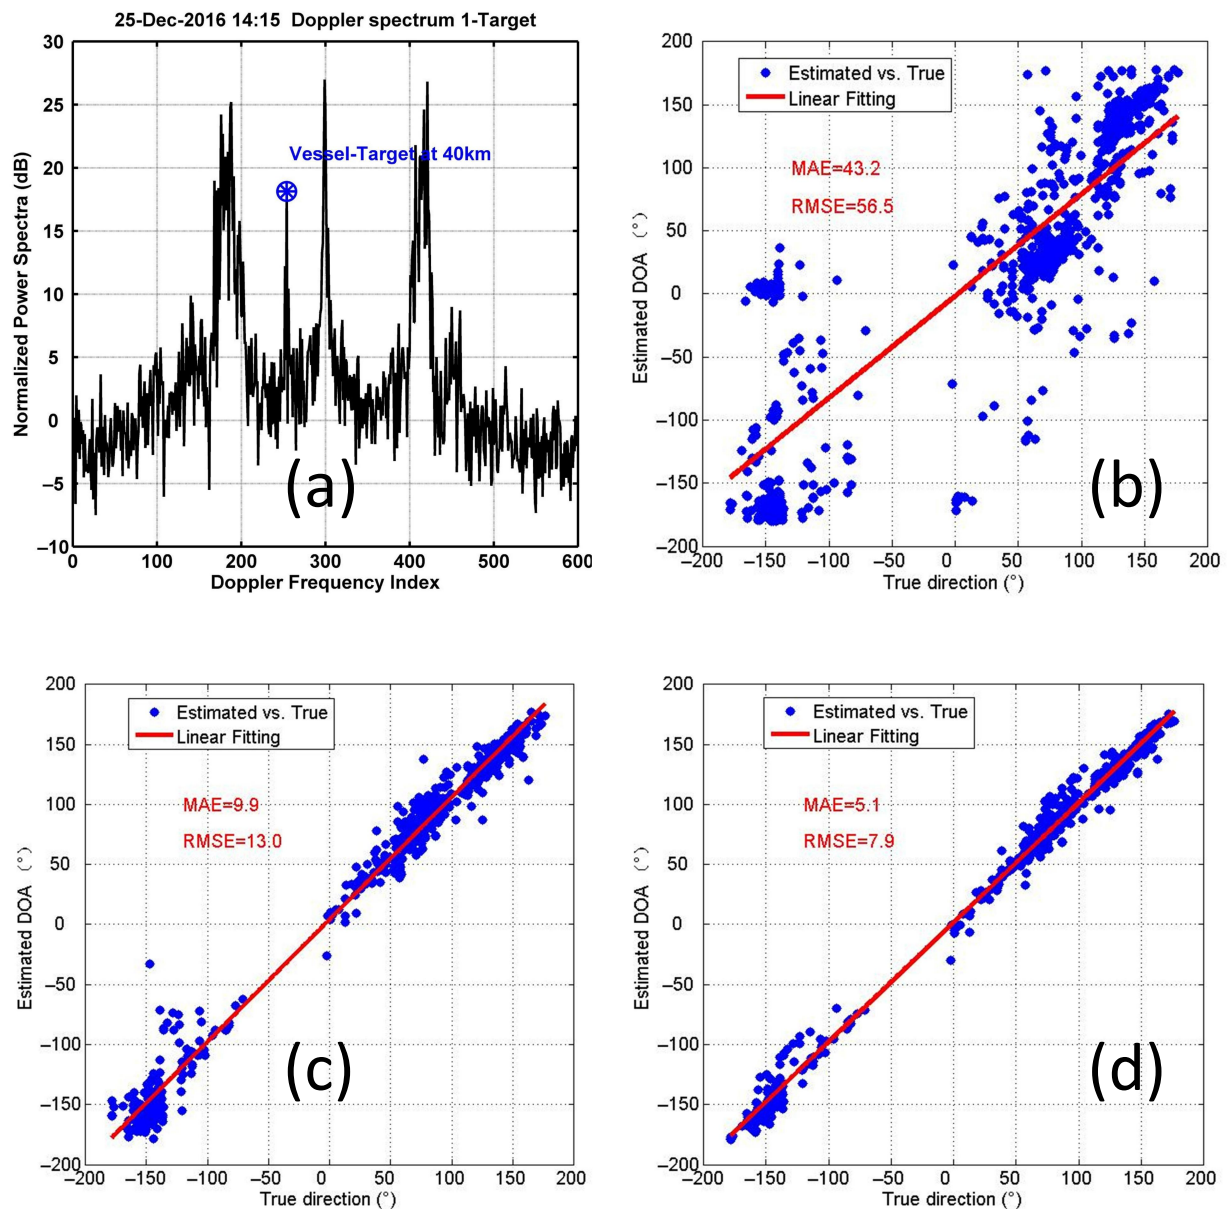 25-Dec-2016 14:15 Doppler spectrum 1-Target
30
25
20
15
10
5
0
−5
−10
0
100
200
300
400
500
600
Normalized Power Spectra (dB)
Doppler Frequency Index
Vessel-Target at 40km
(a)
200
150
100
50
0
−50
−100
−150
−200
−200
−150
−100
−50
0
50
100
150
200
Estimated DOA (°)
True direction (°)
Estimated vs. True
Linear Fitting
MAE=43.2
RMSE=56.5
(b)
200
150
100
50
0
−50
−100
−150
−200
−200
−150
−100
−50
0
50
100
150
200
Estimated DOA (°)
True direction (°)
Estimated vs. True
Linear Fitting
MAE=9.9
RMSE=13.0
(c)
200
150
100
50
0
−50
−100
−150
−200
−200
−150
−100
−50
0
50
100
150
200
Estimated DOA (°)
True direction (°)
Estimated vs. True
Linear Fitting
MAE=5.1
RMSE=7.9
(d)